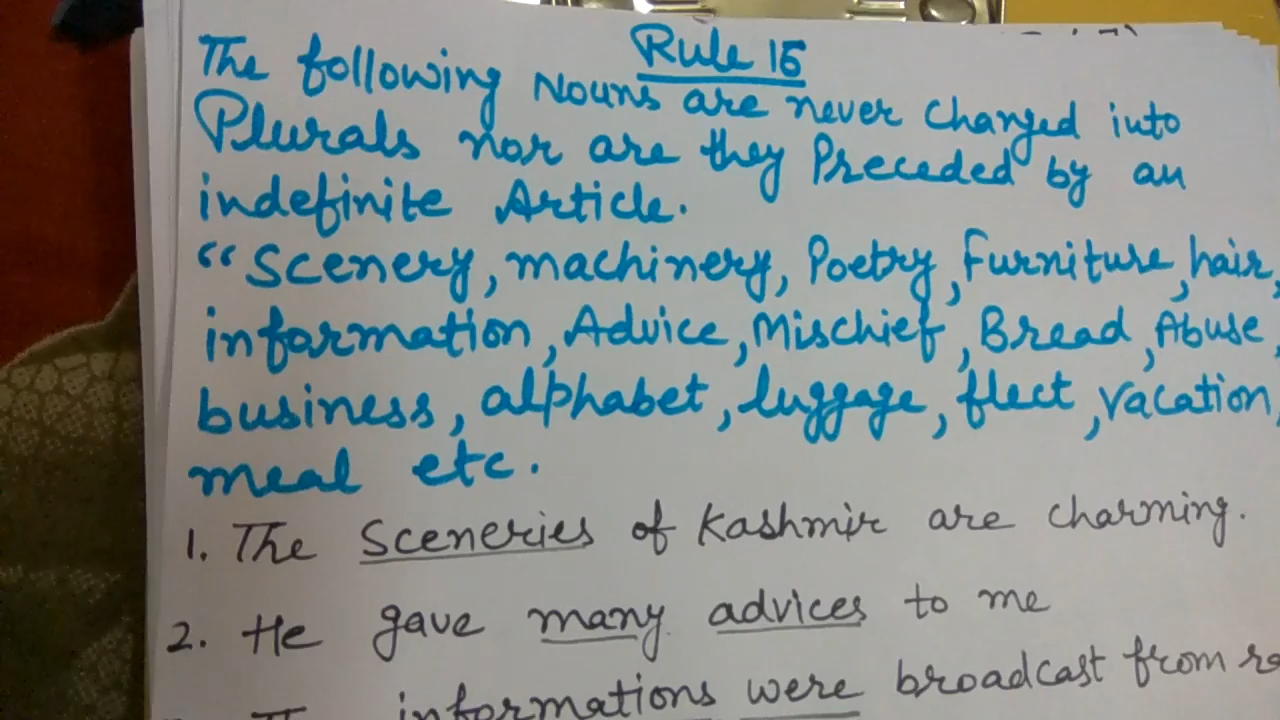 Rule 15
The following Nouns are never changed into
Plurals nor are they Preceded by an
indefinite Article.
“Scenery, machinery, Poetry, Furniture, hair,
information, Advice, Mischief, Bread, Abuse,
business, alphabet, luggage, fleet, vacation,
meal etc.
1. The Sceneries of Kashmir are charming.
2. He gave many advices to me
informations were broadcast from